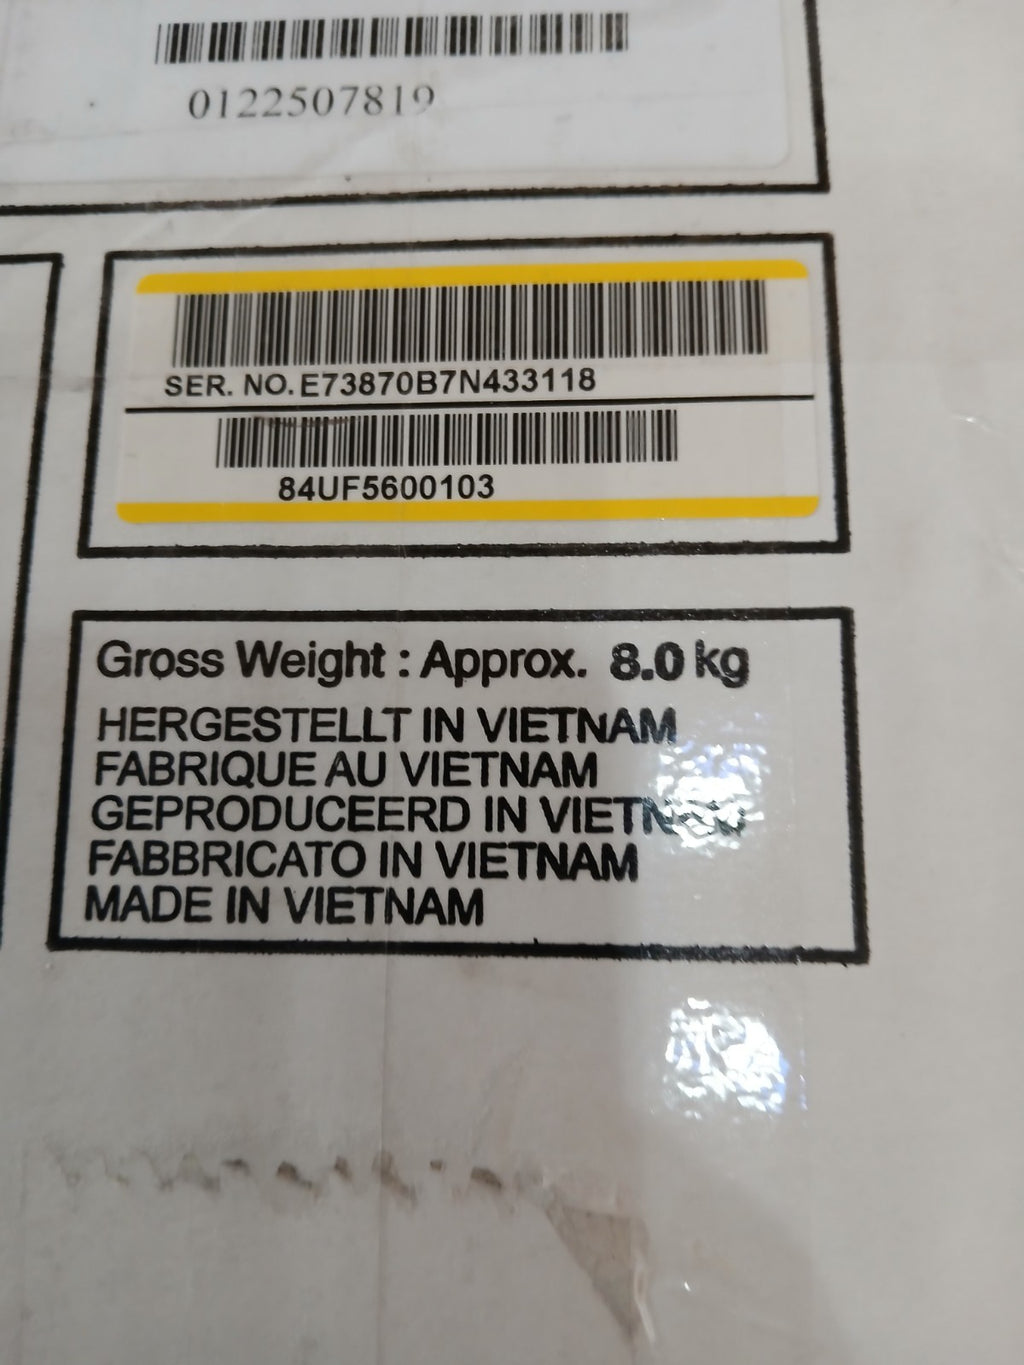 0122507819
SER. NO. E73870B7N433118
84UF5600103
Gross Weight : Approx. 8.0 kg
HERGESTELLT IN VIETNAM
FABRIQUE AU VIETNAM
GEPRODUCEERD IN VIETNAM
FABBRICATO IN VIETNAM
MADE IN VIETNAM